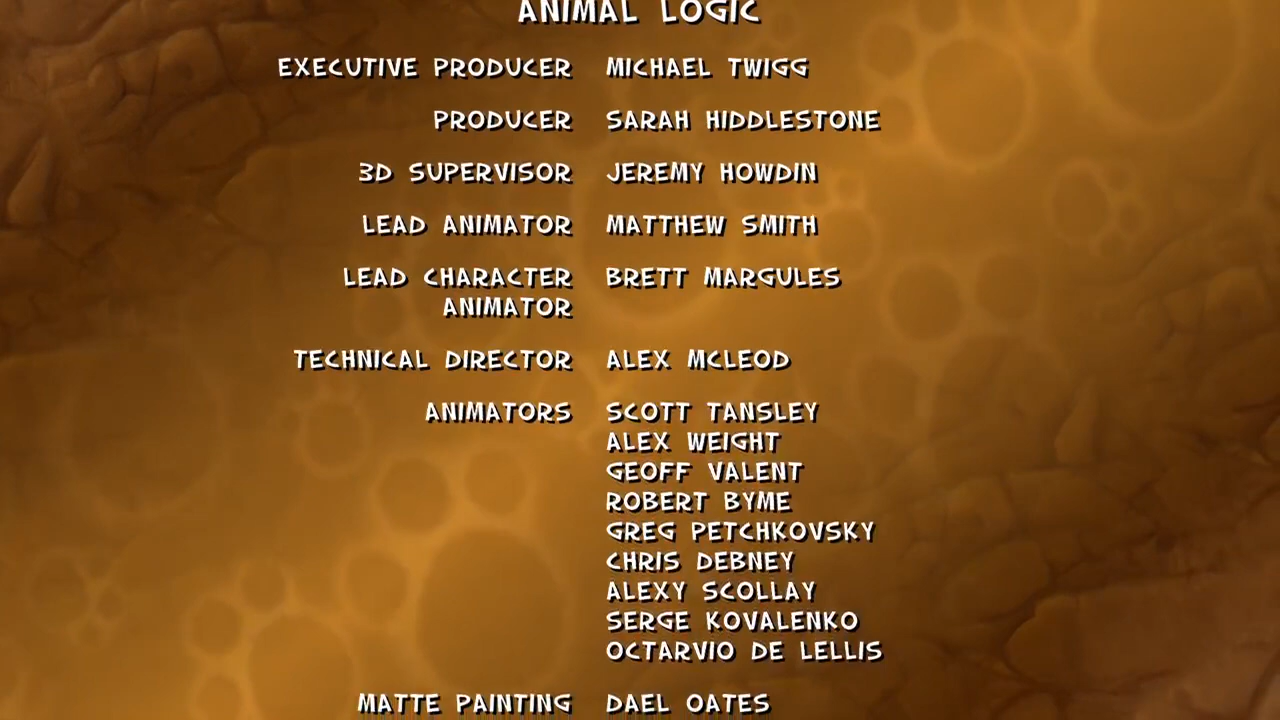 ANIMAL LOGIC
EXECUTIVE PRODUCER MICHAEL TWIGG
PRODUCER SARAH HIDDLESTONE
3D SUPERVISOR JEREMY HOWDIN
LEAD ANIMATOR MATTHEW SMITH
LEAD CHARACTER BRETT MARGULES
ANIMATOR
TECHNICAL DIRECTOR ALEX MCLEOD
ANIMATORS SCOTT TANSLEY
ALEX WEIGHT
GEOFF VALENT
ROBERT BYME
GREG PETCHKOVSKY
CHRIS DEBNEY
ALEXY SCOLLAY
SERGE KOVALENKO
OCTARVIO DE LELLIS
MATTE PAINTING DAEL OATES